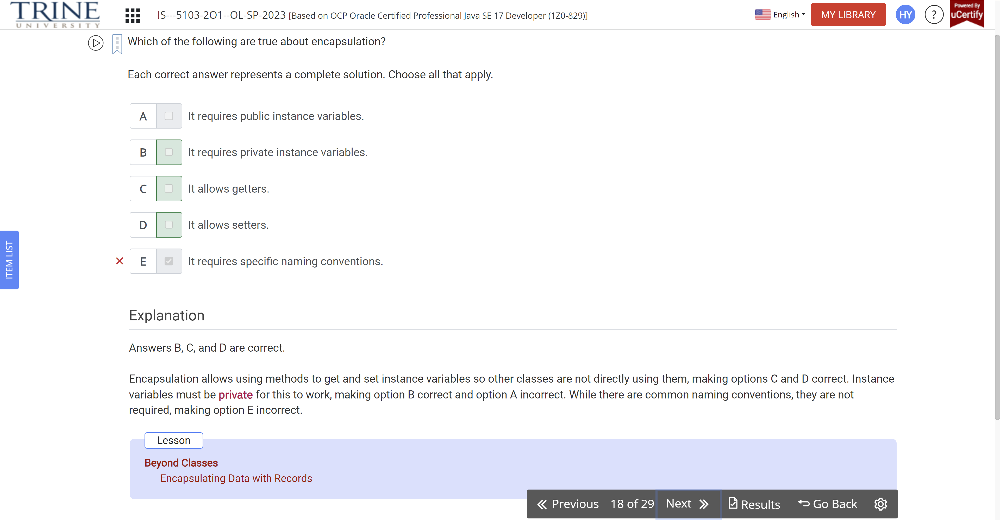 TRINE
UNIVERSITY
IS---5103-2O1--OL-SP-2023 [Based on OCP Oracle Certified Professional Java SE 17 Developer (1Z0-829)]
English
MY LIBRARY
HY
?
Powered By
uCertify
Which of the following are true about encapsulation?
Each correct answer represents a complete solution. Choose all that apply.
A It requires public instance variables.
B It requires private instance variables.
C It allows getters.
D It allows setters.
E It requires specific naming conventions.
ITEM LIST
Explanation
Answers B, C, and D are correct.
Encapsulation allows using methods to get and set instance variables so other classes are not directly using them, making options C and D correct. Instance
variables must be private for this to work, making option B correct and option A incorrect. While there are common naming conventions, they are not
required, making option E incorrect.
Lesson
Beyond Classes
Encapsulating Data with Records
Previous 18 of 29 Next Results Go Back